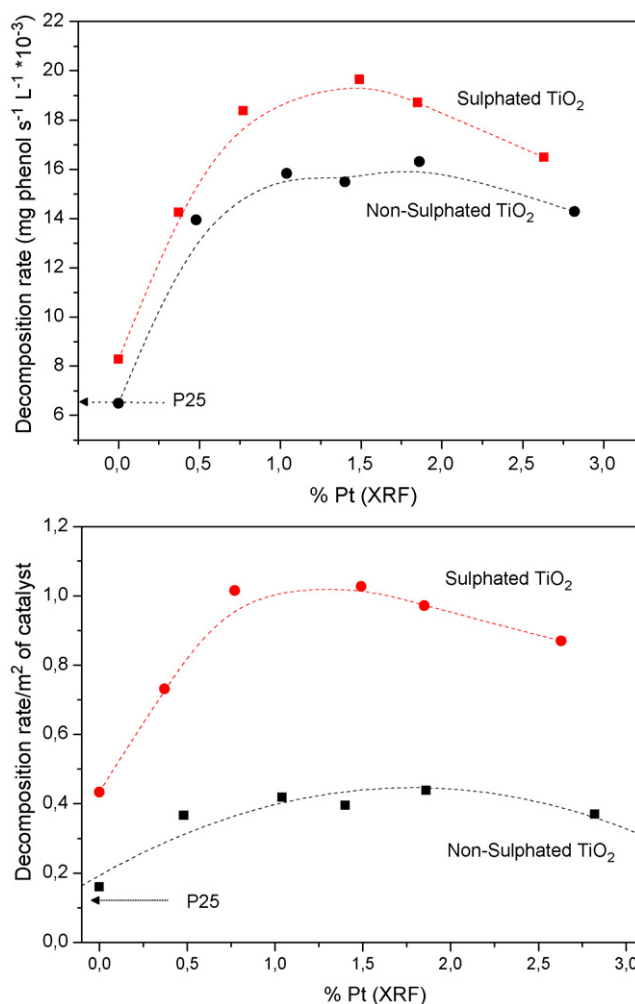 Decomposition rate (mg phenol s⁻¹ L⁻¹ *10⁻³)
22
20
18
16
14
12
10
8
6
Sulphated TiO₂
Non-Sulphated TiO₂
P25
0,0 0,5 1,0 1,5 2,0 2,5 3,0
% Pt (XRF)
Decomposition rate/m² of catalyst
1,2
1,0
0,8
0,6
0,4
0,2
0,0
Sulphated TiO₂
Non-Sulphated TiO₂
P25
0,0 0,5 1,0 1,5 2,0 2,5 3,0
% Pt (XRF)